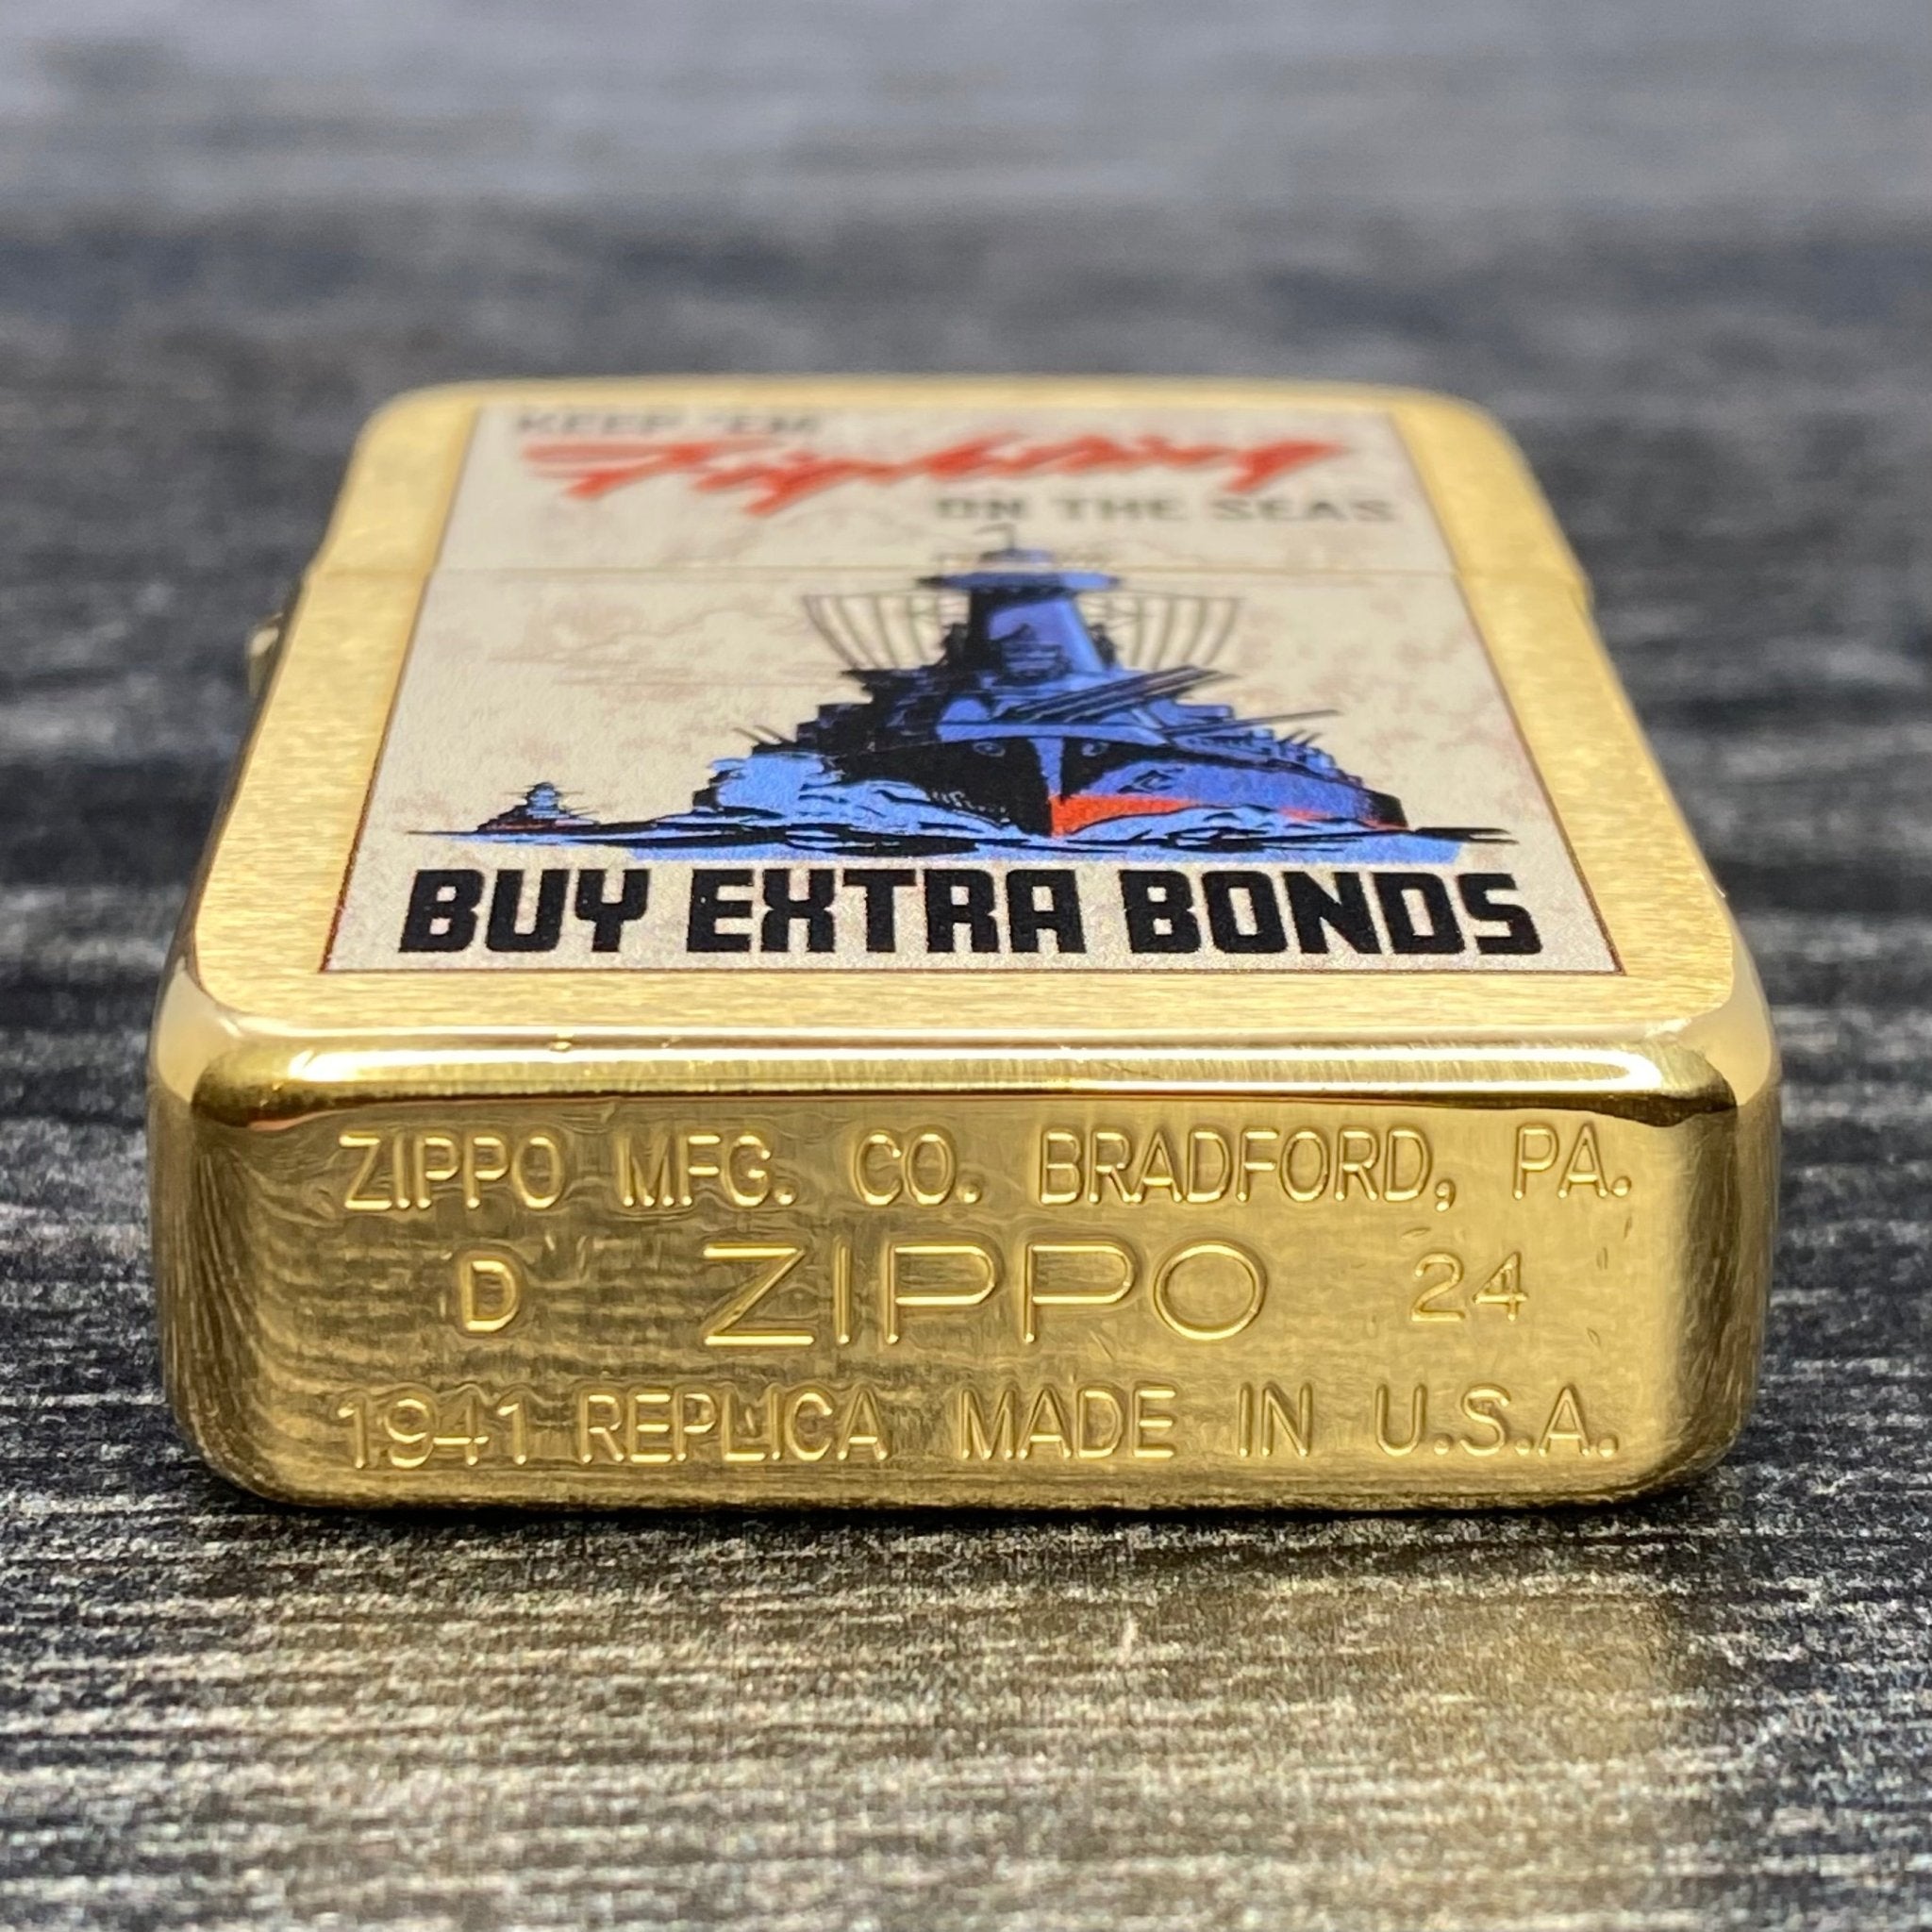 KEEP 'EM
Fighting
ON THE SEAS
BUY EXTRA BONDS
ZIPPO MFG. CO. BRADFORD, PA.
D ZIPPO 24
1941 REPLICA MADE IN U.S.A.